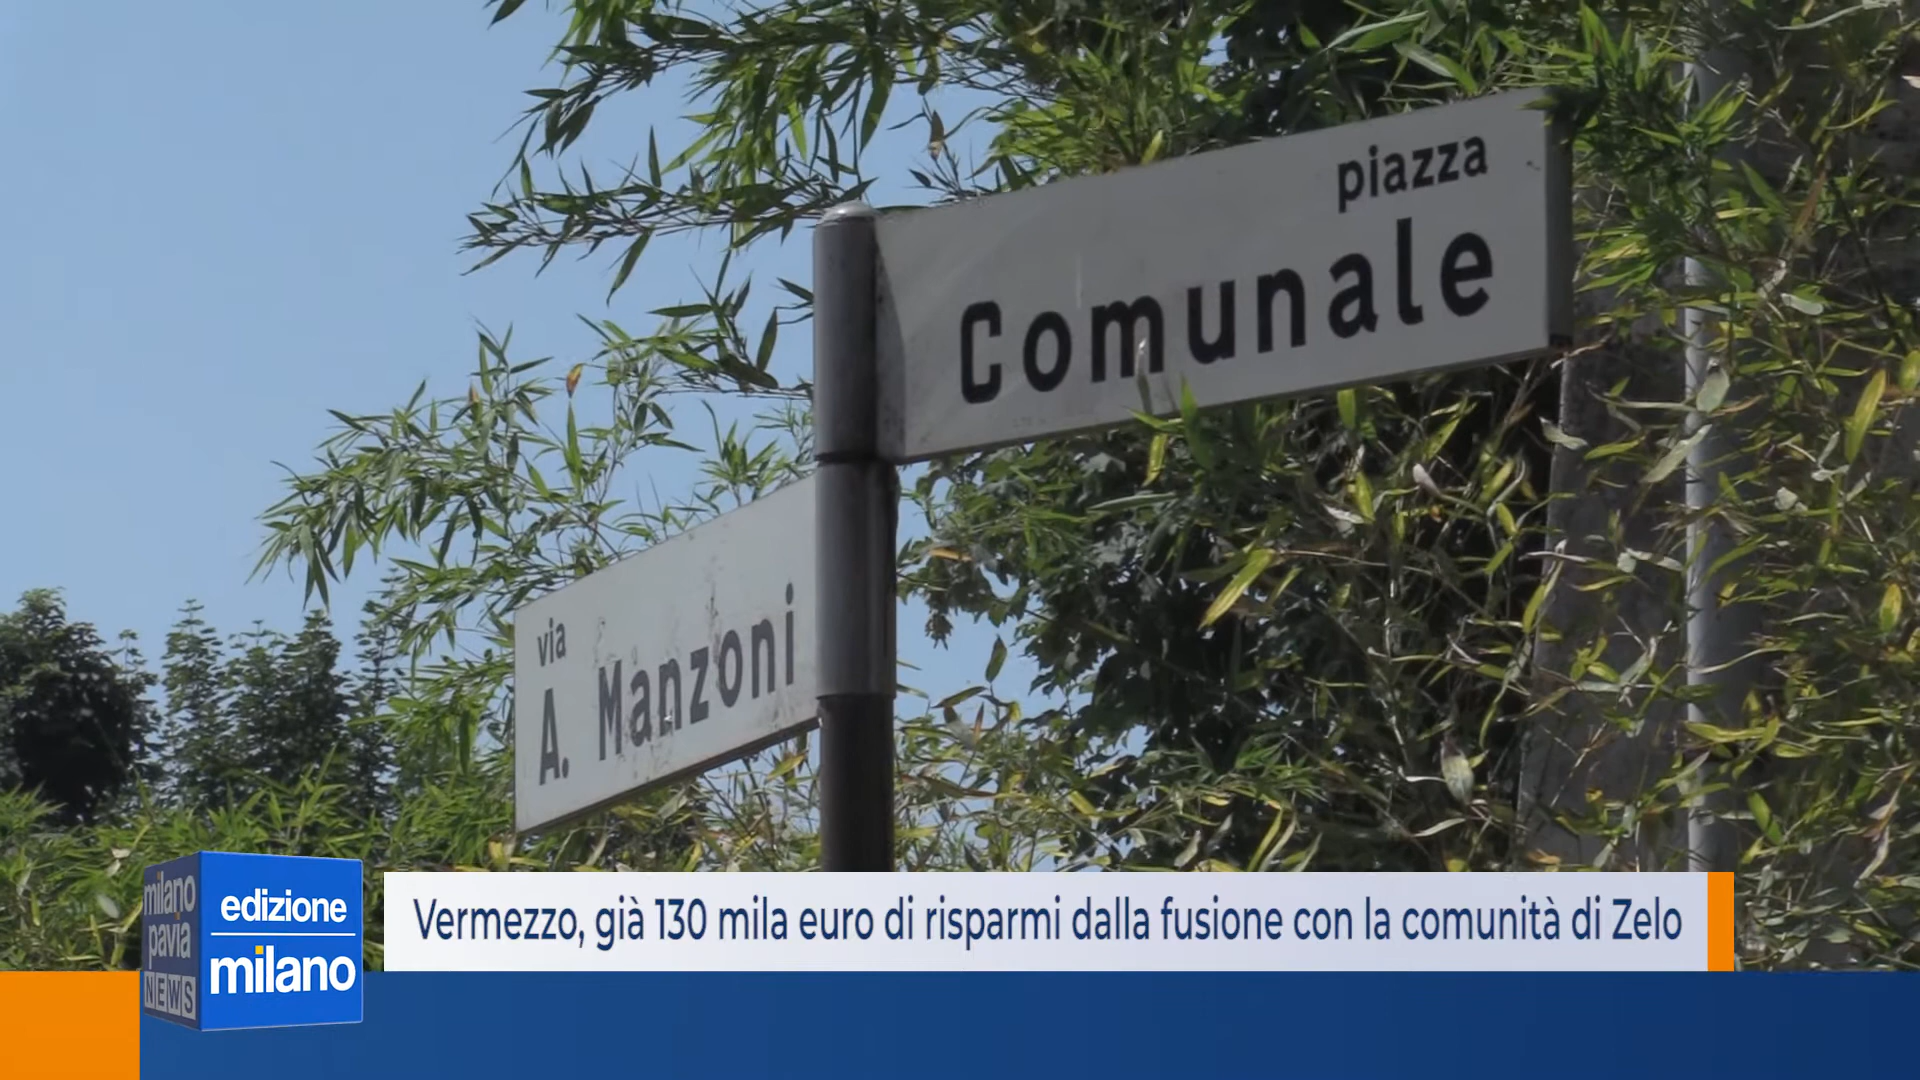 piazza
Comunale
via
A. Manzoni
milano
pavia
NEWS
edizione
milano
Vermezzo, già 130 mila euro di risparmi dalla fusione con la comunità di Zelo